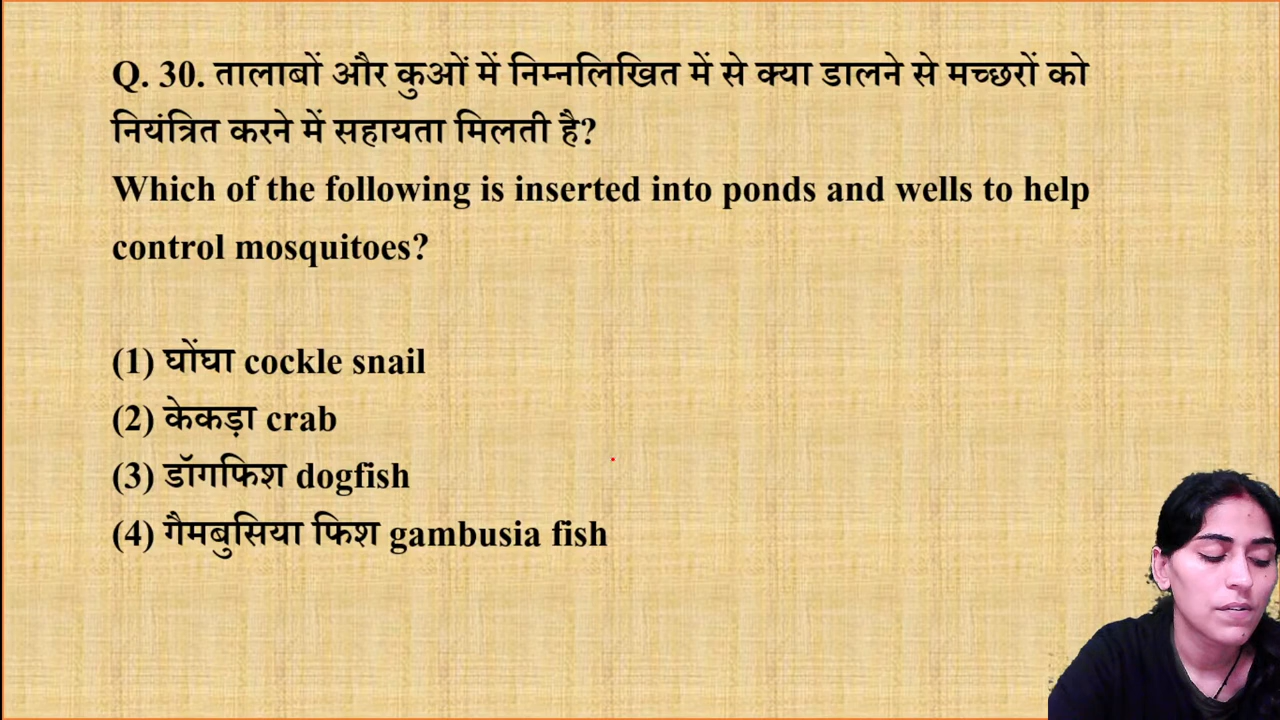 Q. 30. तालाबों और कुओं में निम्नलिखित में से क्या डालने से मच्छरों को
नियंत्रित करने में सहायता मिलती है?
Which of the following is inserted into ponds and wells to help
control mosquitoes?
(1) घोंघा cockle snail
(2) केकड़ा crab
(3) डॉगफिश dogfish
(4) गैमबुसिया फिश gambusia fish